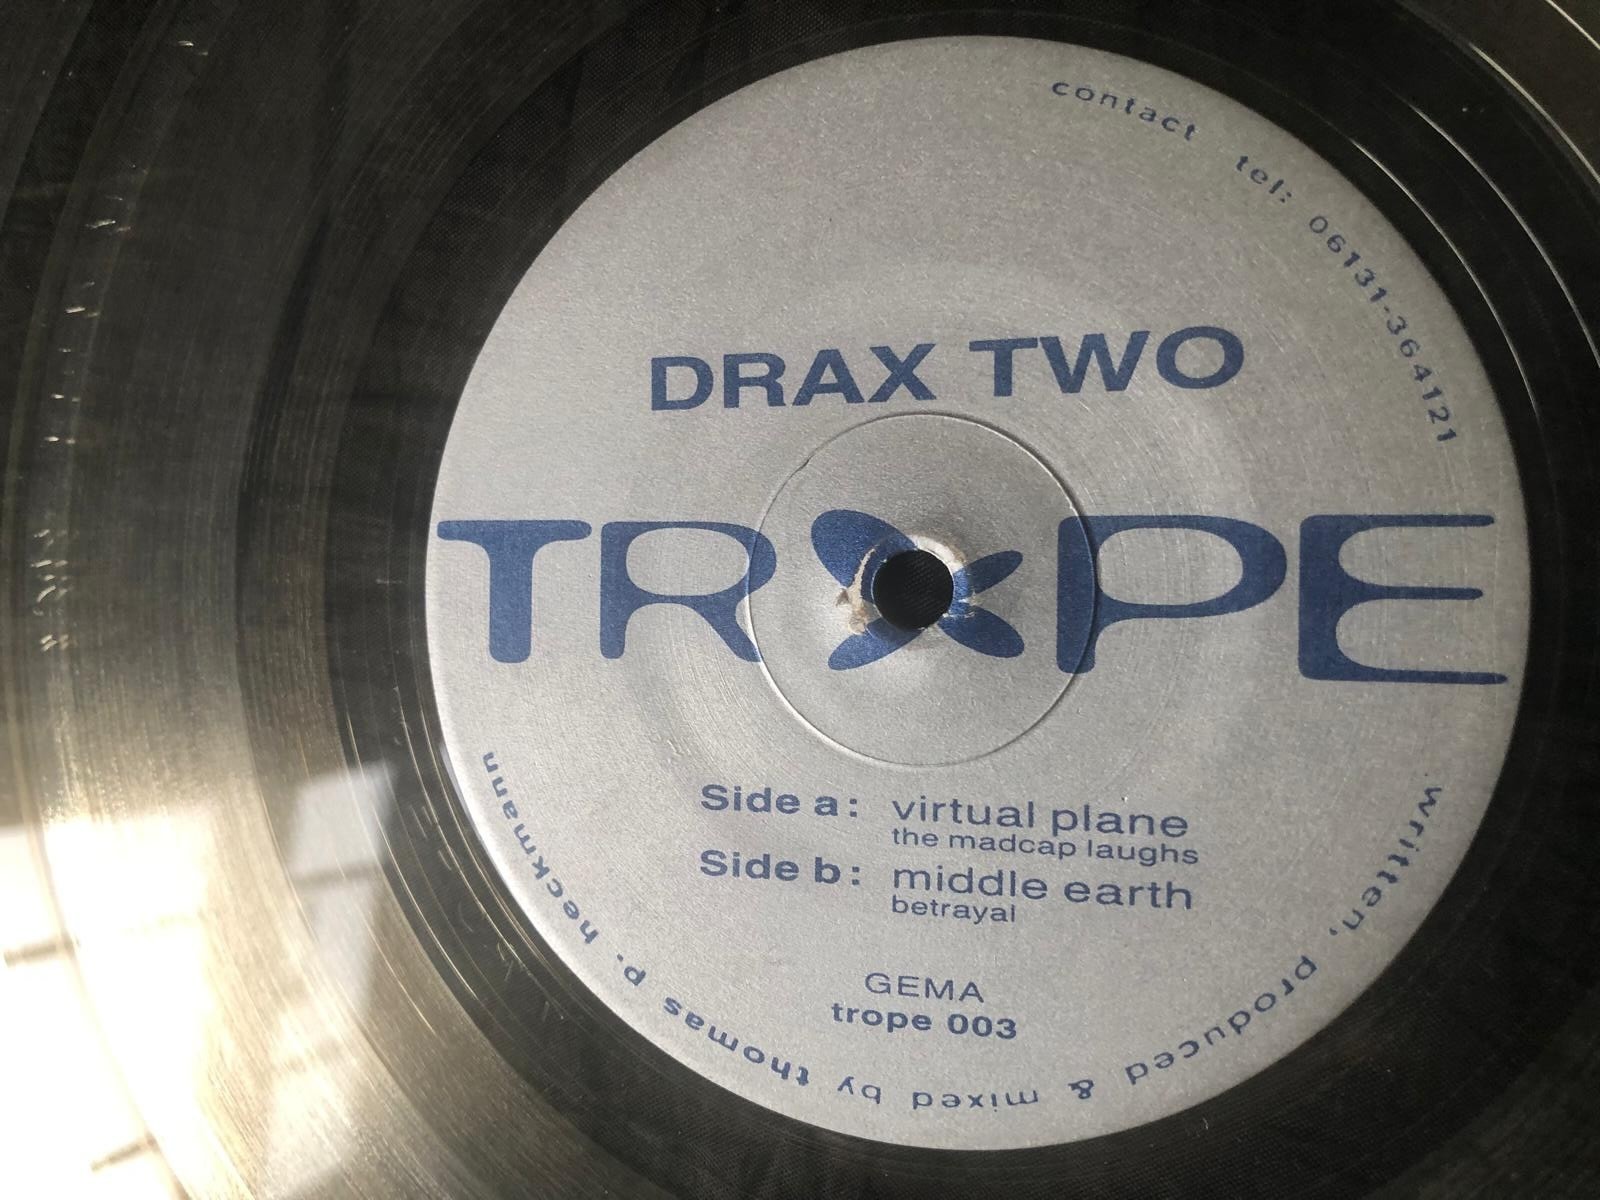 contact tel: 06131-364121
DRAX TWO
TROPE
Side a: virtual plane
the madcap laughs
Side b: middle earth
betrayal
GEMA
trope 003
written, produced & mixed by thomas p. heckmann